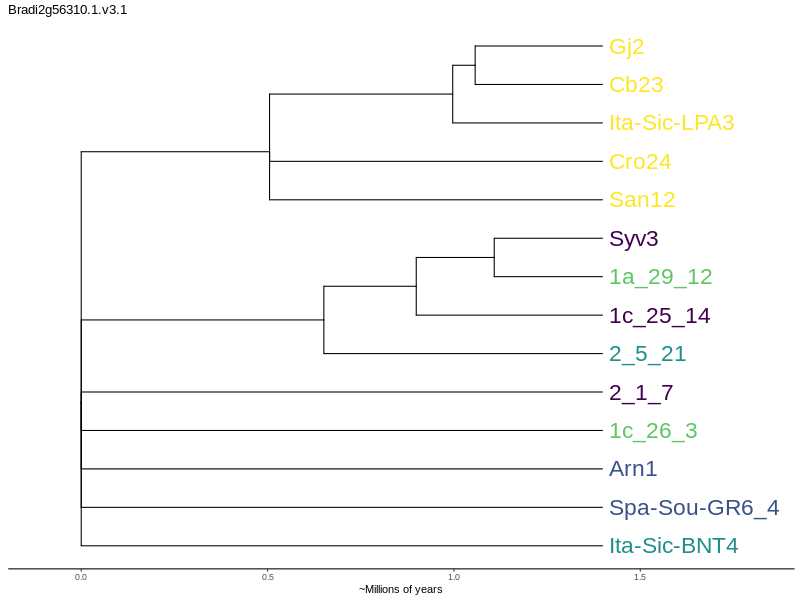 Bradi2g56310.1.v3.1
Gj2
Cb23
Ita-Sic-LPA3
Cro24
San12
Syv3
1a_29_12
1c_25_14
2_5_21
2_1_7
1c_26_3
Arn1
Spa-Sou-GR6_4
Ita-Sic-BNT4
0.0 0.5 1.0 1.5
~Millions of years